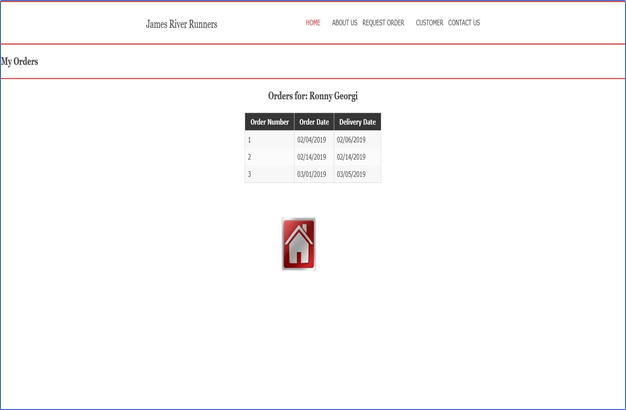 James River Runners
HOME ABOUT US REQUEST ORDER CUSTOMER CONTACT US
My Orders
Orders for: Ronny Georgi
Order Number Order Date Delivery Date
1 02/04/2019 02/06/2019
2 02/14/2019 02/14/2019
3 03/01/2019 03/05/2019